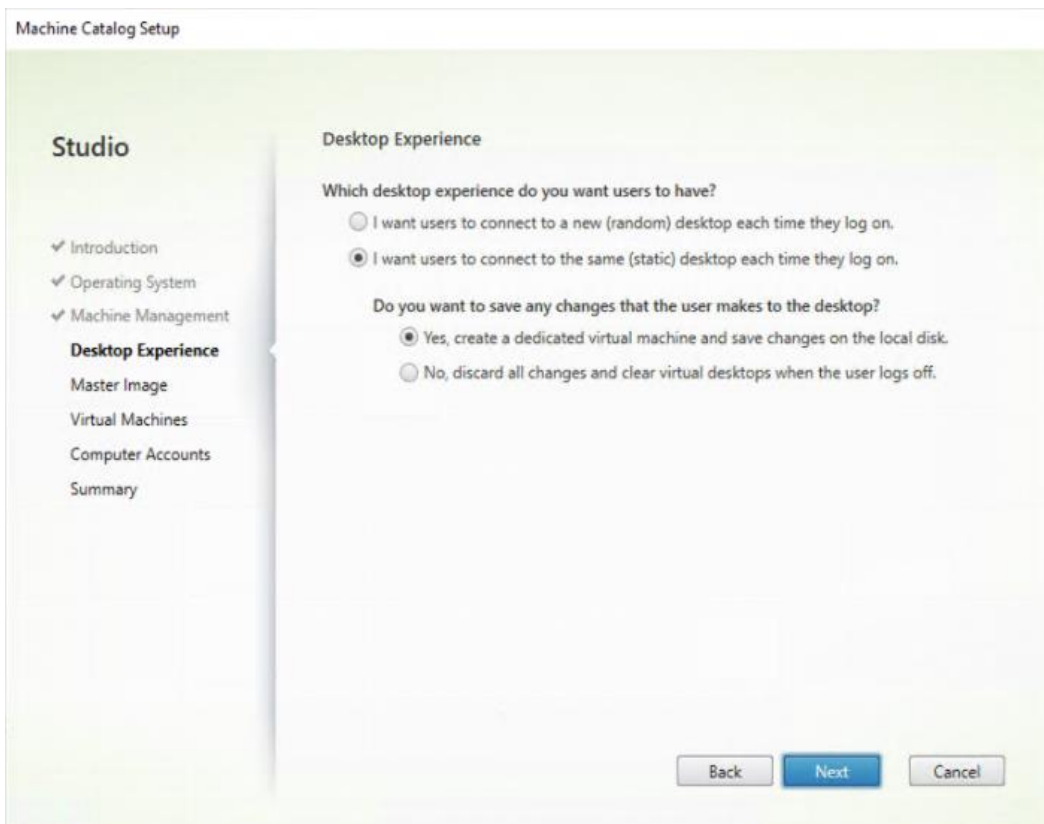 Machine Catalog Setup
Studio
✔ Introduction
✔ Operating System
✔ Machine Management
Desktop Experience
Master Image
Virtual Machines
Computer Accounts
Summary
Desktop Experience
Which desktop experience do you want users to have?
I want users to connect to a new (random) desktop each time they log on.
I want users to connect to the same (static) desktop each time they log on.
Do you want to save any changes that the user makes to the desktop?
Yes, create a dedicated virtual machine and save changes on the local disk.
No, discard all changes and clear virtual desktops when the user logs off.
Back Next Cancel